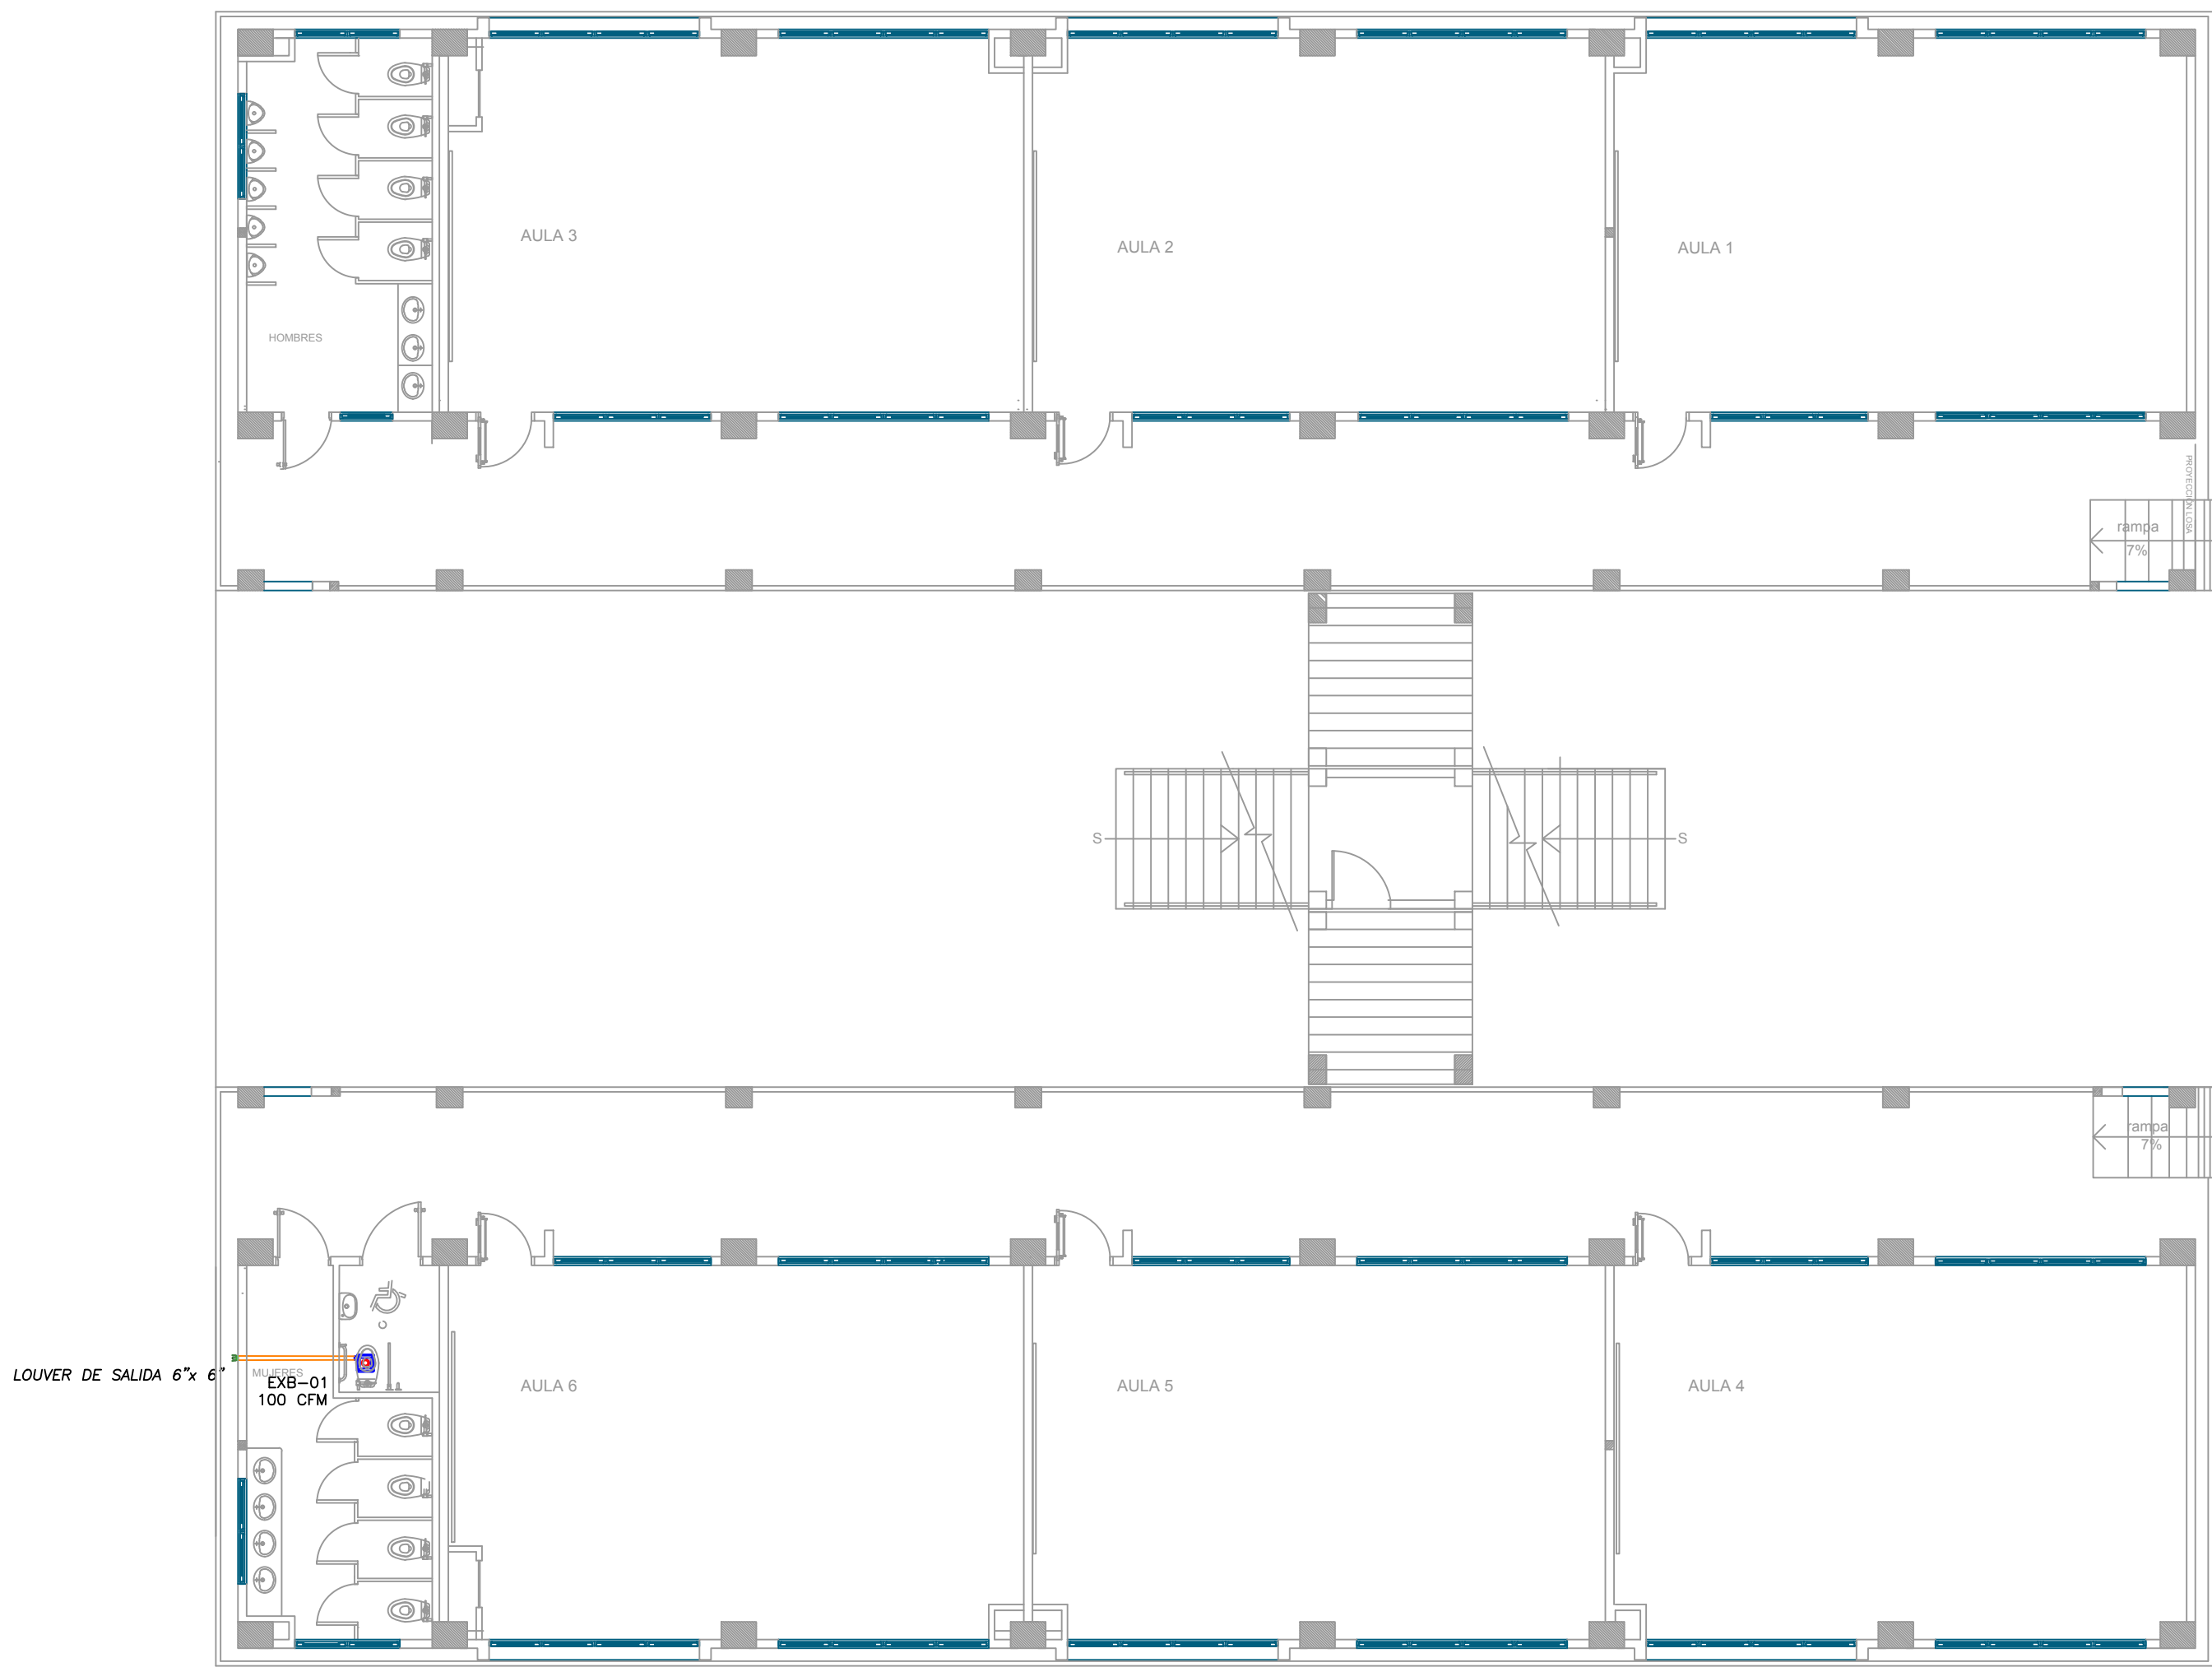 AULA 3
AULA 2
AULA 1
HOMBRES
PROYECCIÓN LOSA
rampa
7%
S
S
rampa
7%
LOUVER DE SALIDA 6"x 6"
MUJERES
EXB-01
100 CFM
AULA 6
AULA 5
AULA 4